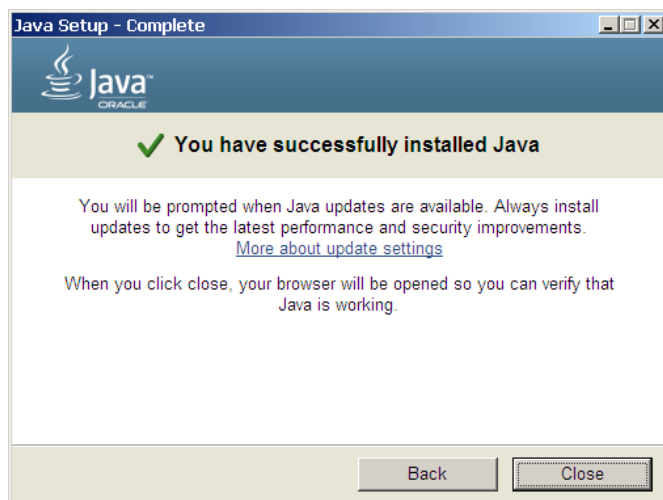 Java Setup - Complete
Java™
ORACLE
You have successfully installed Java
You will be prompted when Java updates are available. Always install
updates to get the latest performance and security improvements.
More about update settings
When you click close, your browser will be opened so you can verify that
Java is working.
Back
Close